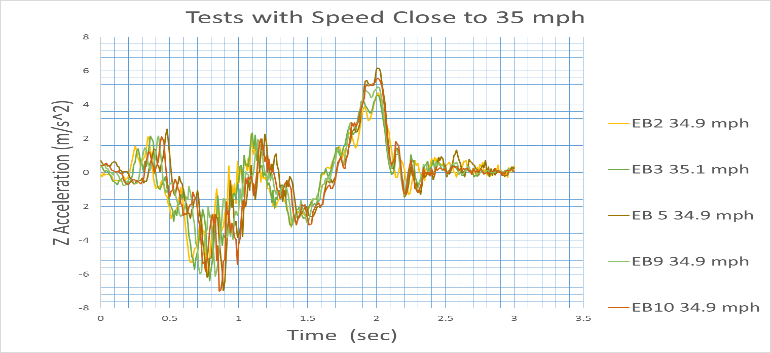 Tests with Speed Close to 35 mph
8
6
4
2
0
2
-4
-6
-8
Z Acceleration (m/s^2)
0
0.5
1
1.5
2
2.5
3
3.5
Time (sec)
EB2 34.9 mph
EB3 35.1 mph
EB 5 34.9 mph
EB9 34.9 mph
EB10 34.9 mph